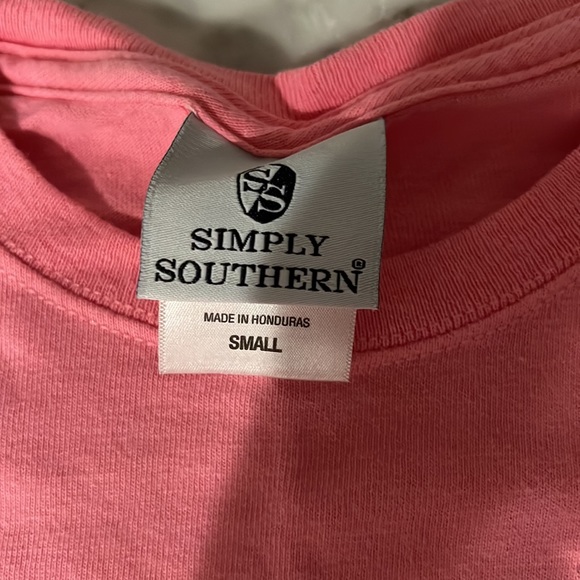 SS
SIMPLY
SOUTHERN®
MADE IN HONDURAS
SMALL